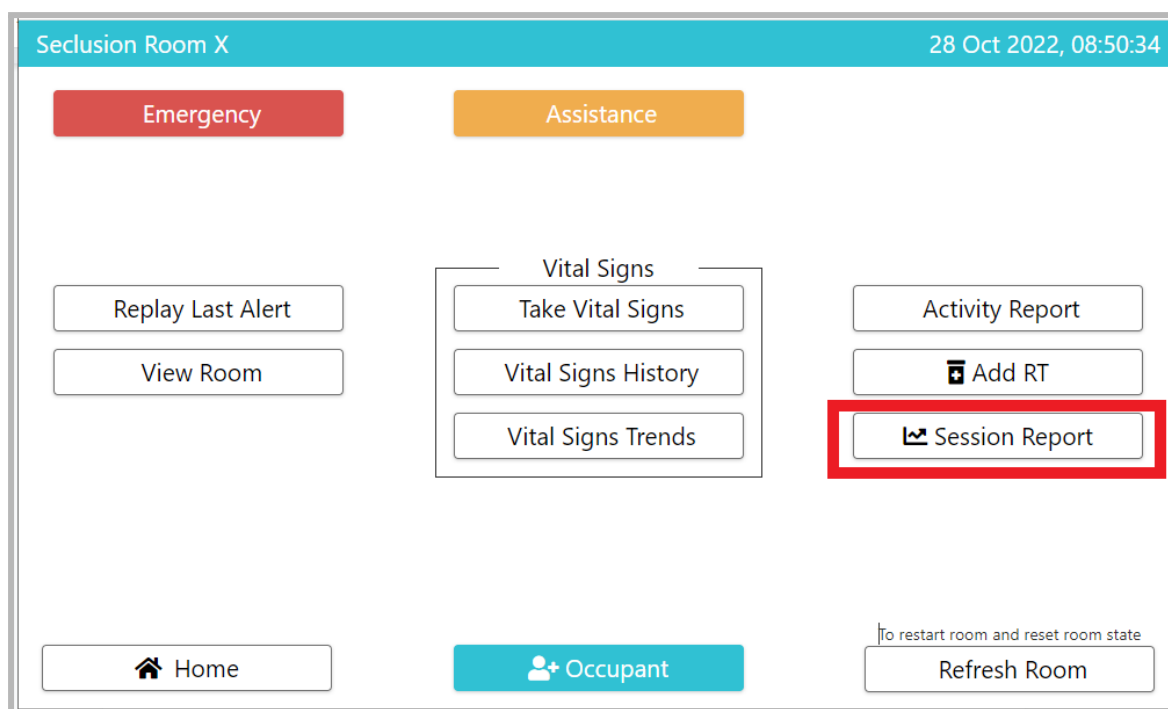 Seclusion Room X
28 Oct 2022, 08:50:34
Emergency
Assistance
Vital Signs
Replay Last Alert
Take Vital Signs
Activity Report
View Room
Vital Signs History
Add RT
Vital Signs Trends
Session Report
To restart room and reset room state
Home
Occupant
Refresh Room